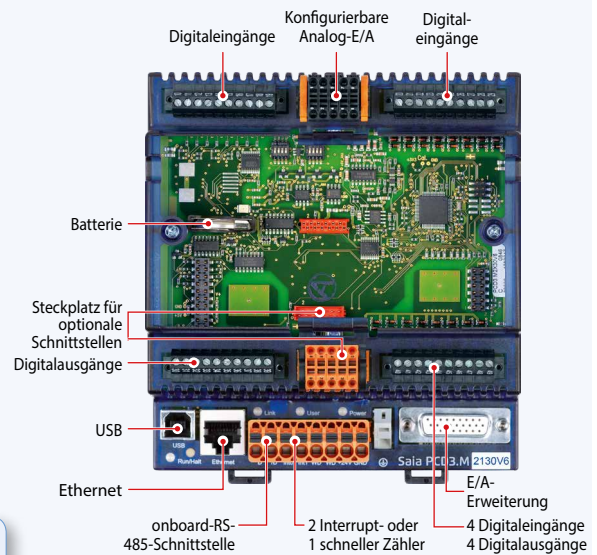 Konfigurierbare
Analog-E/A
Digitaleingänge
Digital-
eingänge
Batterie
Steckplatz für
optionale
Schnittstellen
Digitalausgänge
USB
Ethernet
Link
User
Power
USB
Run/Halt
Ethernet
+24V GND
Saia PCD3.M 2130V6
E/A-
Erweiterung
onboard-RS-
485-Schnittstelle
2 Interrupt- oder
1 schneller Zähler
4 Digitaleingänge
4 Digitalausgänge